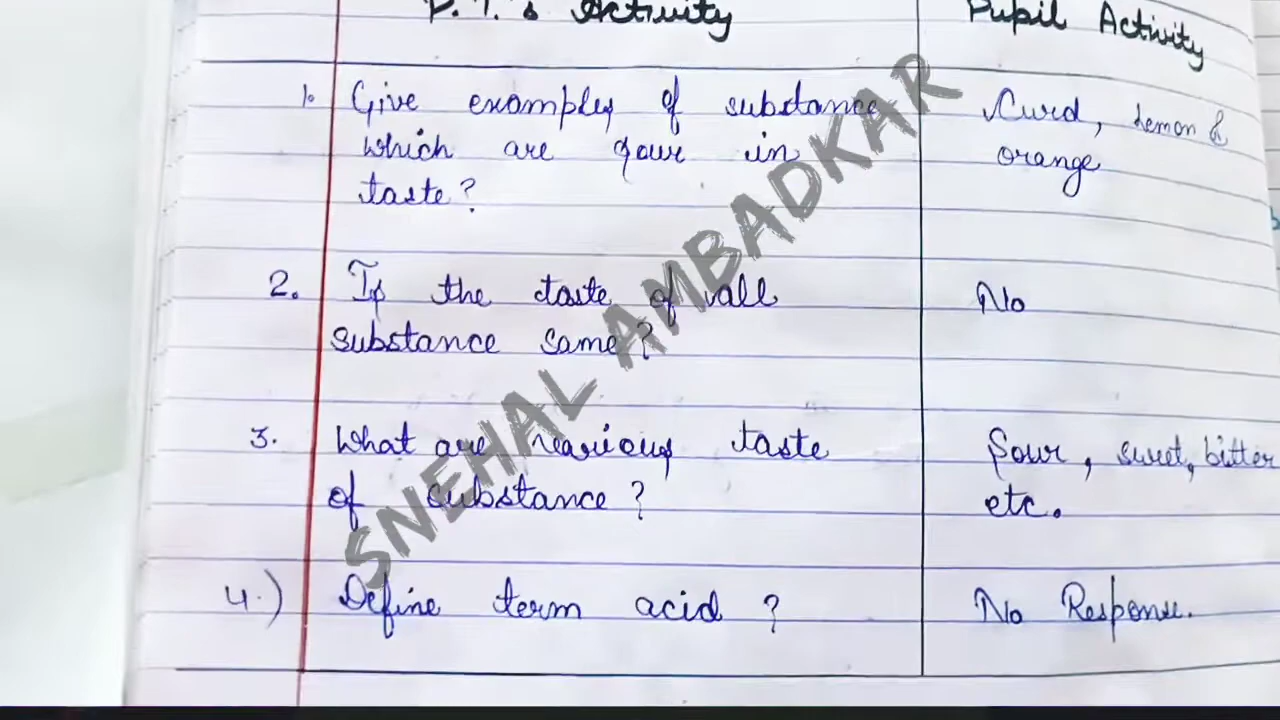 P. T.'s Activity Pupil Activity
1. Give examples of substance Curd, Lemon &
which are sour in orange
taste?
2. Is the taste of all No
substance same?
3. What are various taste Sour, sweet, bitter
of substance? etc.
4.) Define term acid? No Response.
SNEHAL AMBADKAR